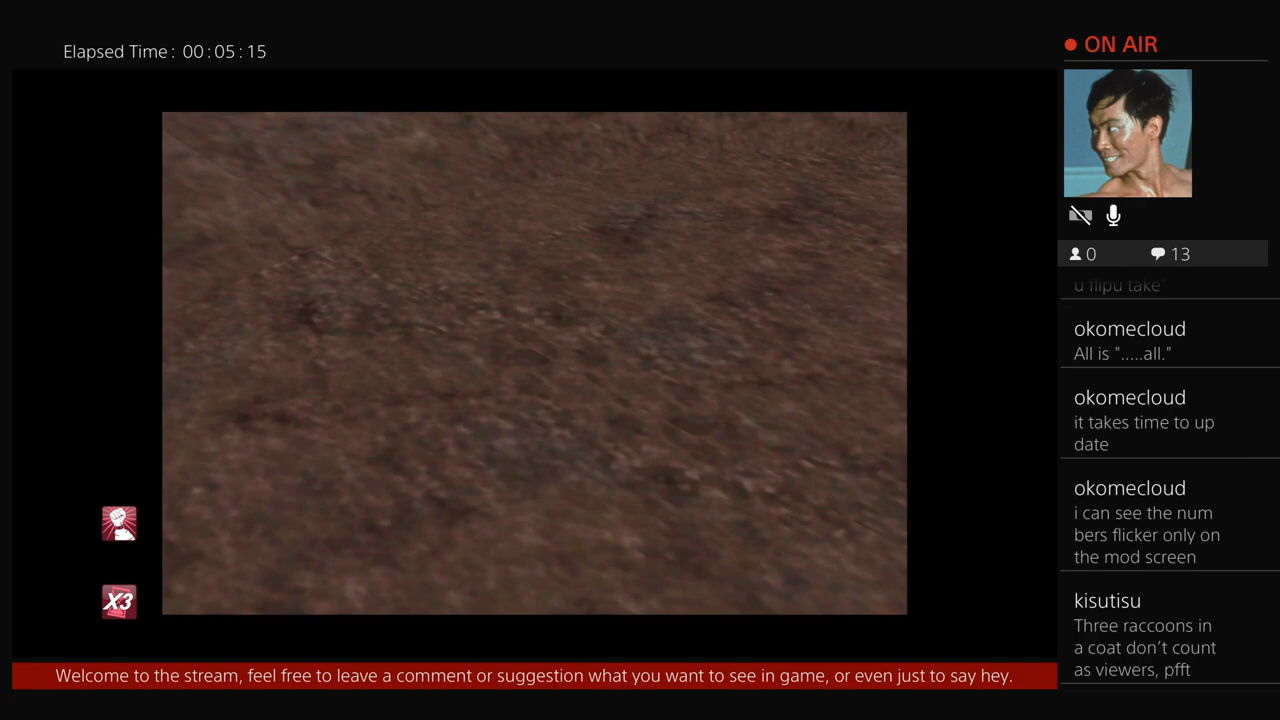 Elapsed Time: 00:05:15
ON AIR
0
13
u flipu take"
okomecloud
All is ".....all."
okomecloud
it takes time to up
date
okomecloud
i can see the num
bers flicker only on
the mod screen
kisutisu
Three raccoons in
a coat don't count
as viewers, pfft
X3
Welcome to the stream, feel free to leave a comment or suggestion what you want to see in game, or even just to say hey.